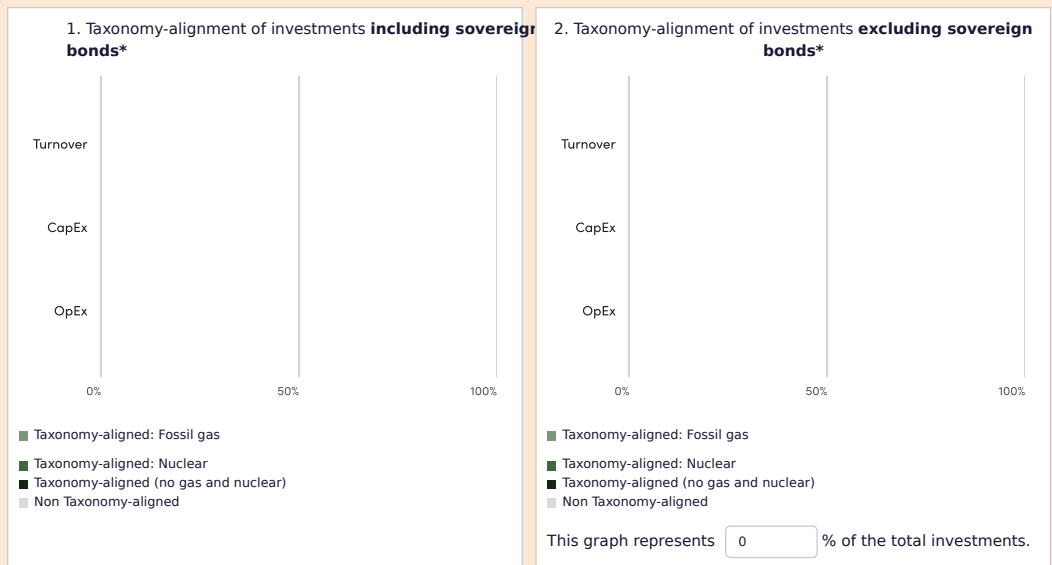 1. Taxonomy-alignment of investments including sovereign
bonds*
Turnover
CapEx
OpEx
0% 50% 100%
Taxonomy-aligned: Fossil gas
Taxonomy-aligned: Nuclear
Taxonomy-aligned (no gas and nuclear)
Non Taxonomy-aligned
2. Taxonomy-alignment of investments excluding sovereign
bonds*
Turnover
CapEx
OpEx
0% 50% 100%
Taxonomy-aligned: Fossil gas
Taxonomy-aligned: Nuclear
Taxonomy-aligned (no gas and nuclear)
Non Taxonomy-aligned
This graph represents 0 % of the total investments.